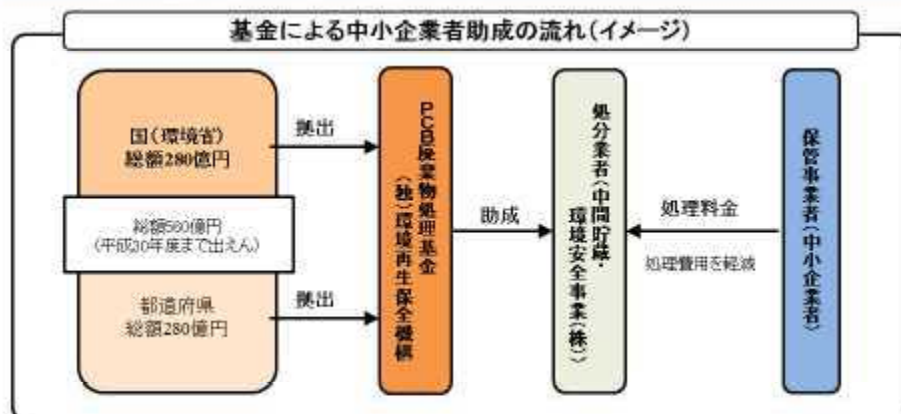 基金による中小企業者助成の流れ(イメージ)
国(環境省)
総額280億円
総額560億円
(平成30年度まで出えん)
都道府県
総額280億円
拠出
拠出
PCB廃棄物処理基金
(独)環境再生保全機構
助成
処分業者(中間貯蔵・
環境安全事業(株))
処理料金
処理費用を軽減
保管事業者(中小企業者)